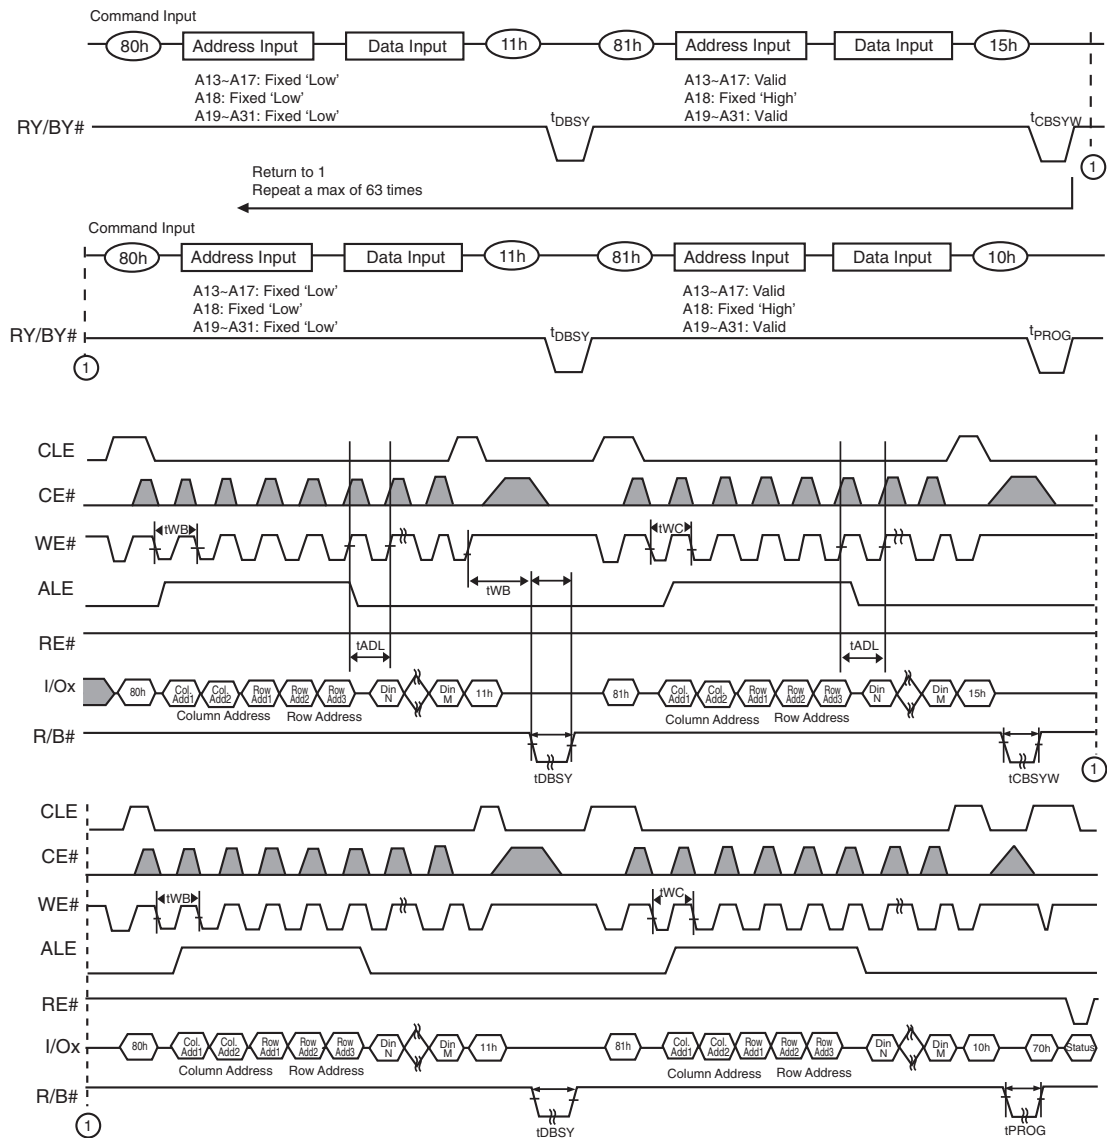 Command Input
80h Address Input Data Input 11h 81h Address Input Data Input 15h
A13~A17: Fixed 'Low' A13~A17: Valid
A18: Fixed 'Low' A18: Fixed 'High'
A19~A31: Fixed 'Low' A19~A31: Valid
RY/BY# tDBSY tCBSYW
1
Return to 1
Repeat a max of 63 times
Command Input
80h Address Input Data Input 11h 81h Address Input Data Input 10h
A13~A17: Fixed 'Low' A13~A17: Valid
A18: Fixed 'Low' A18: Fixed 'High'
A19~A31: Fixed 'Low' A19~A31: Valid
RY/BY# tDBSY tPROG
1
CLE
CE#
WE# tWB tWC
ALE tWB
RE# tADL tADL
I/Ox 80h Col. Add1 Col. Add2 Row Add1 Row Add2 Row Add3 Din N Din M 11h 81h Col. Add1 Col. Add2 Row Add1 Row Add2 Row Add3 Din N Din M 15h
Column Address Row Address Column Address Row Address
R/B# tDBSY tCBSYW
1
CLE
CE#
WE# tWB tWC
ALE
RE#
I/Ox 80h Col. Add1 Col. Add2 Row Add1 Row Add2 Row Add3 Din N Din M 11h 81h Col. Add1 Col. Add2 Row Add1 Row Add2 Row Add3 Din N Din M 10h 70h Status
Column Address Row Address Column Address Row Address
R/B# tDBSY tPROG
1